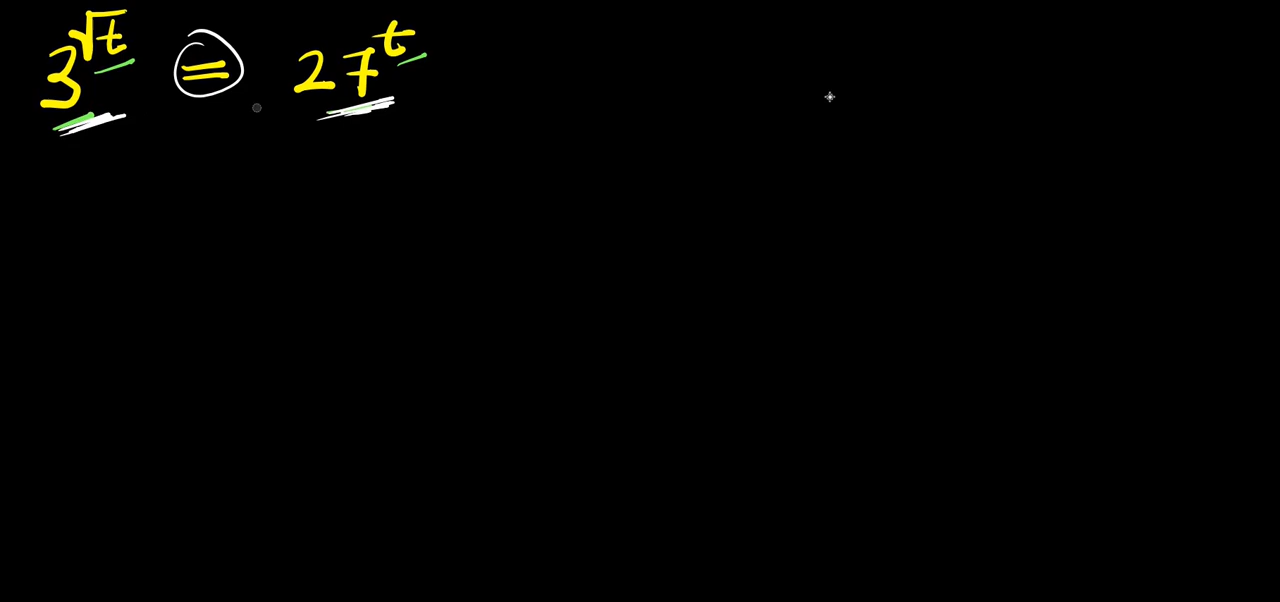 3^√t = 27^t